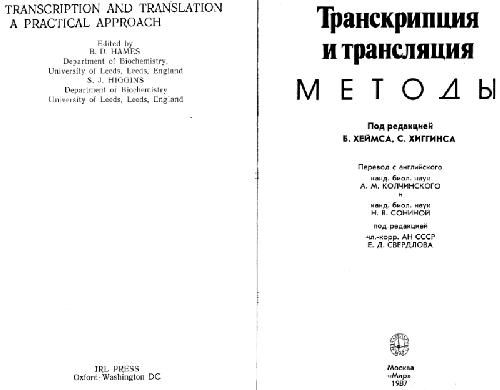 TRANSCRIPTION AND TRANSLATION
A PRACTICAL APPROACH
Edited by
B. D. HAMES
Department of Biochemistry,
University of Leeds, Leeds, England
S. J. HIGGINS
Department of Biochemistry
University of Leeds, Leeds, England
IRL PRESS
Oxford·Washington DC
Транскрипция
и трансляция
МЕТОДЫ
Под редакцией
Б. ХЕЙМСА, С. ХИГГИНСА
Перевод с английского
канд. биол. наук
А. М. КОЛЧИНСКОГО
и
канд. биол. наук
Н. В. СОНИНОЙ
под редакцией
чл.-корр. АН СССР
Е. Д. СВЕРДЛОВА
Москва
«Мир»
1987